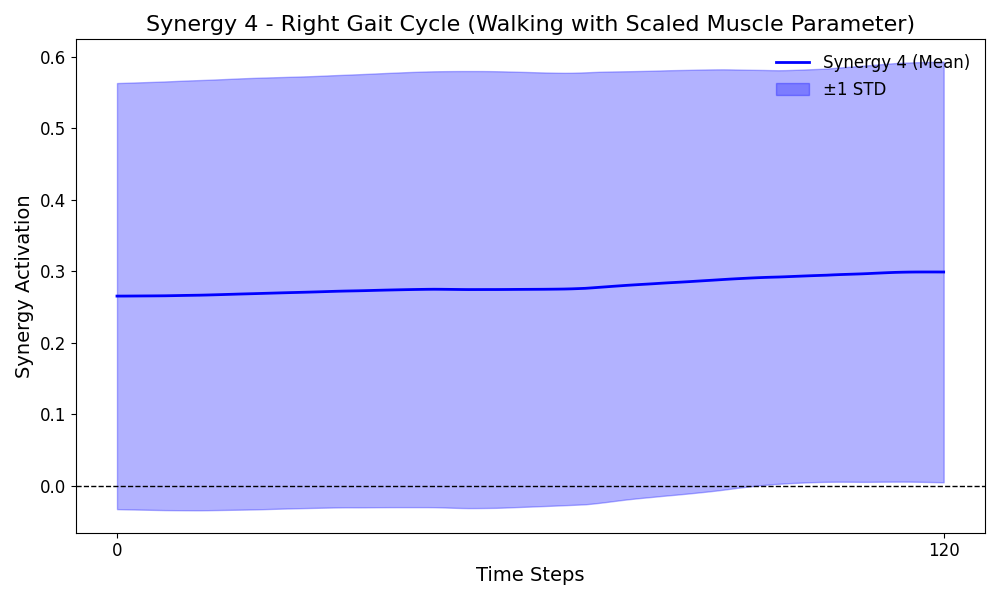 Synergy 4 - Right Gait Cycle (Walking with Scaled Muscle Parameter)
Synergy 4 (Mean)
±1 STD
Synergy Activation
0.6
0.5
0.4
0.3
0.2
0.1
0.0
0
120
Time Steps